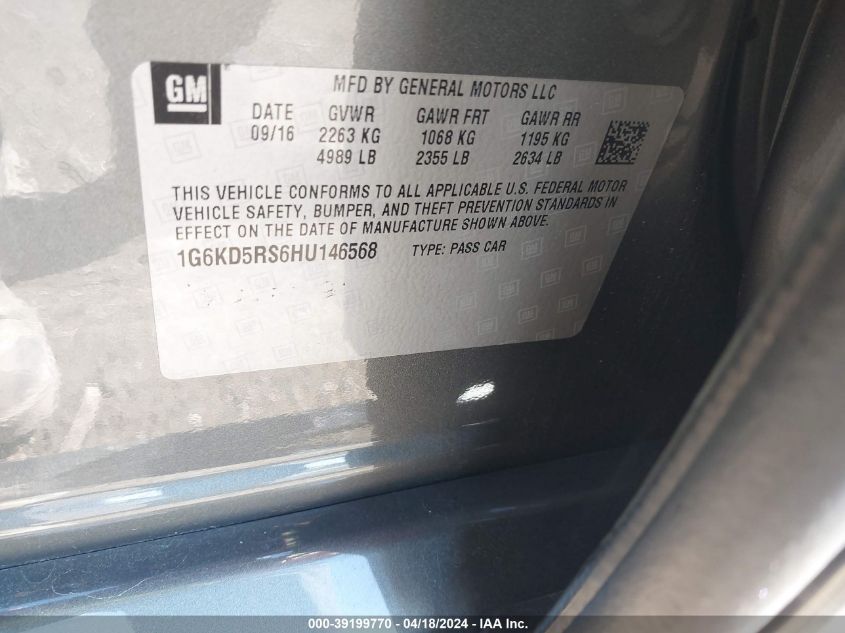 GM
MFD BY GENERAL MOTORS LLC
DATE GVWR GAWR FRT GAWR RR
09/16 2263 KG 1068 KG 1195 KG
4989 LB 2355 LB 2634 LB
THIS VEHICLE CONFORMS TO ALL APPLICABLE U.S. FEDERAL MOTOR
VEHICLE SAFETY, BUMPER, AND THEFT PREVENTION STANDARDS IN
EFFECT ON THE DATE OF MANUFACTURE SHOWN ABOVE.
1G6KD5RS6HU146568 TYPE: PASS CAR
000-39199770 - 04/18/2024 - IAA Inc.